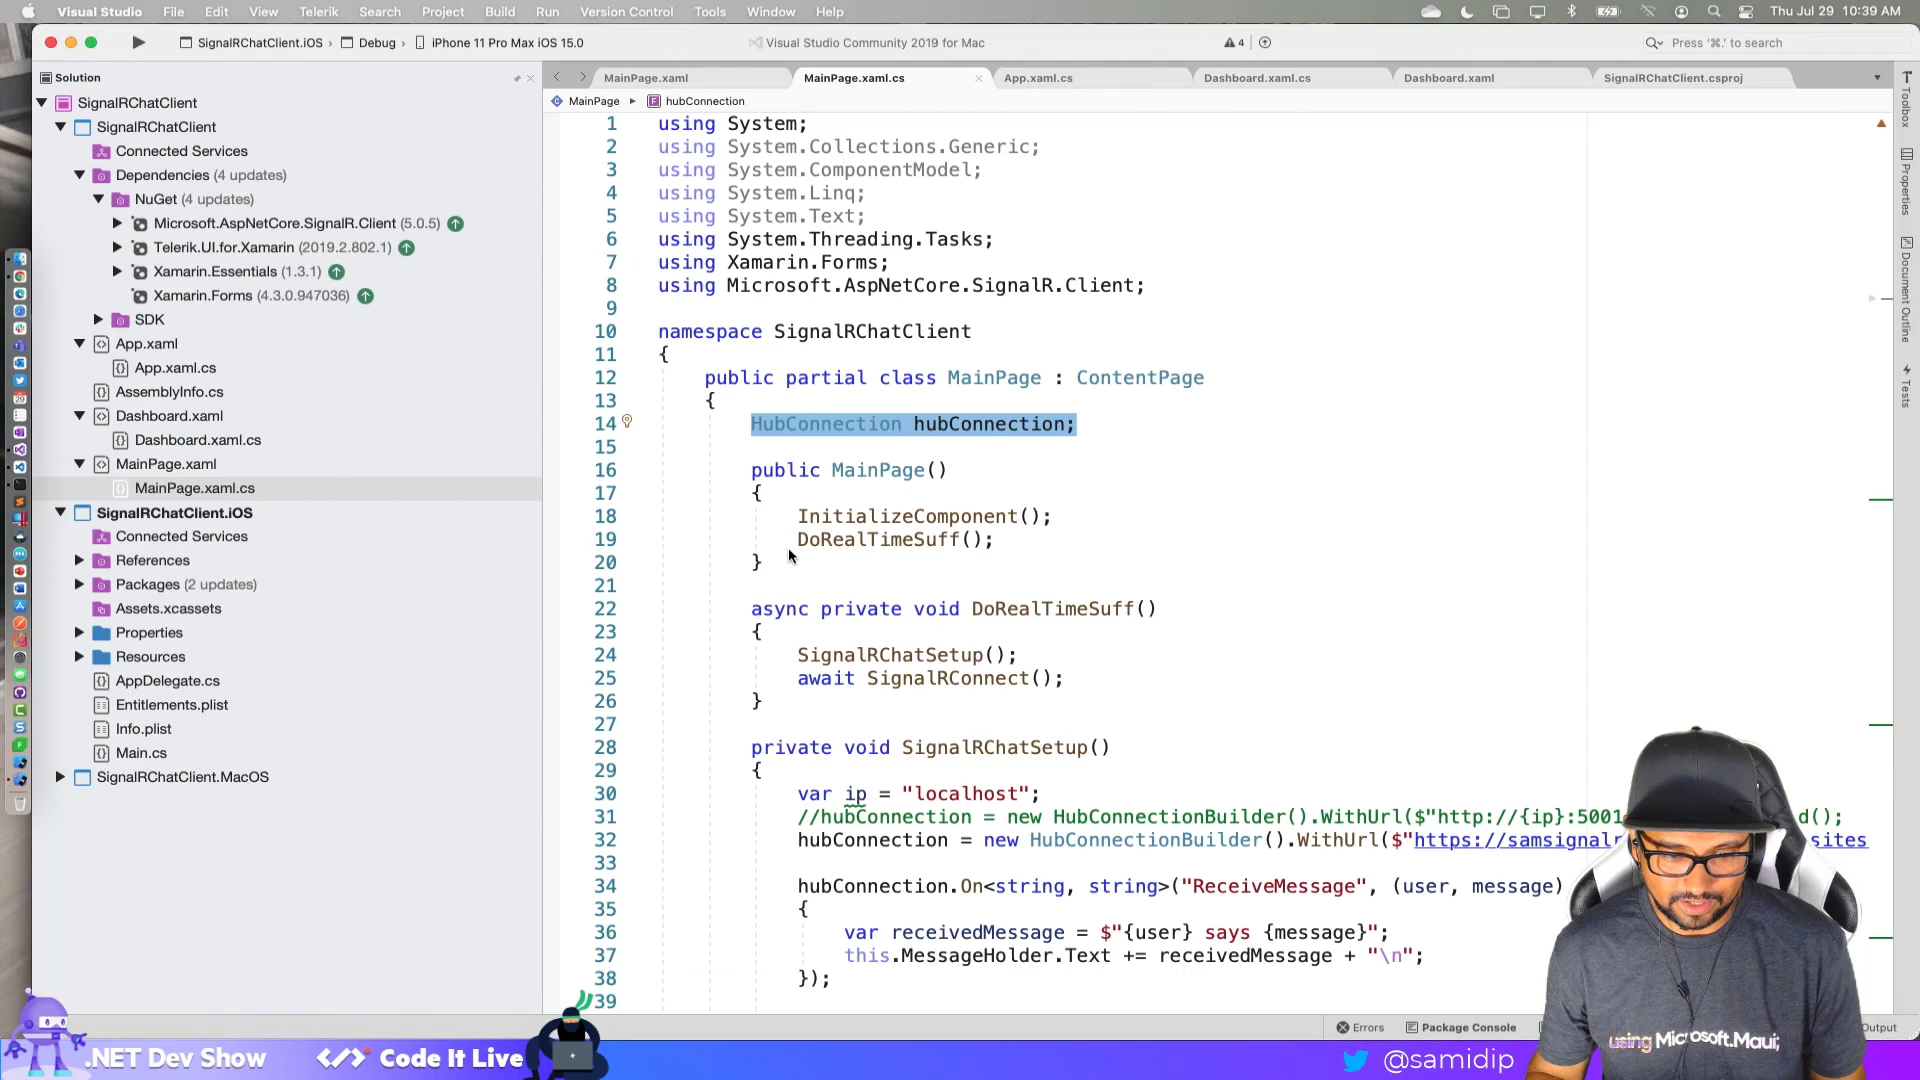 Visual Studio File Edit View Telerik Search Project Build Run Version Control Tools Window Help Thu Jul 29 10:39 AM
SignalRChatClient.iOS › Debug › iPhone 11 Pro Max iOS 15.0 Visual Studio Community 2019 for Mac 4 Press '⌘.' to search
Solution
SignalRChatClient
SignalRChatClient
Connected Services
Dependencies (4 updates)
NuGet (4 updates)
Microsoft.AspNetCore.SignalR.Client (5.0.5)
Telerik.UI.for.Xamarin (2019.2.802.1)
Xamarin.Essentials (1.3.1)
Xamarin.Forms (4.3.0.947036)
SDK
App.xaml
App.xaml.cs
AssemblyInfo.cs
Dashboard.xaml
Dashboard.xaml.cs
MainPage.xaml
MainPage.xaml.cs
SignalRChatClient.iOS
Connected Services
References
Packages (2 updates)
Assets.xcassets
Properties
Resources
AppDelegate.cs
Entitlements.plist
Info.plist
Main.cs
SignalRChatClient.MacOS
MainPage.xaml MainPage.xaml.cs App.xaml.cs Dashboard.xaml.cs Dashboard.xaml SignalRChatClient.csproj
MainPage hubConnection
1 using System;
2 using System.Collections.Generic;
3 using System.ComponentModel;
4 using System.Linq;
5 using System.Text;
6 using System.Threading.Tasks;
7 using Xamarin.Forms;
8 using Microsoft.AspNetCore.SignalR.Client;
9
10 namespace SignalRChatClient
11 {
12 public partial class MainPage : ContentPage
13 {
14 HubConnection hubConnection;
15
16 public MainPage()
17 {
18 InitializeComponent();
19 DoRealTimeSuff();
20 }
21
22 async private void DoRealTimeSuff()
23 {
24 SignalRChatSetup();
25 await SignalRConnect();
26 }
27
28 private void SignalRChatSetup()
29 {
30 var ip = "localhost";
31 //hubConnection = new HubConnectionBuilder().WithUrl($"http://{ip}:5001 d();
32 hubConnection = new HubConnectionBuilder().WithUrl($"https://samsignalr sites
33
34 hubConnection.On<string, string>("ReceiveMessage", (user, message)
35 {
36 var receivedMessage = $"{user} says {message}";
37 this.MessageHolder.Text += receivedMessage + "\n";
38 });
39
Toolbox
Properties
Document Outline
Tests
Errors Package Console Output
using Microsoft.Maui;
.NET Dev Show Code It Live @samidip